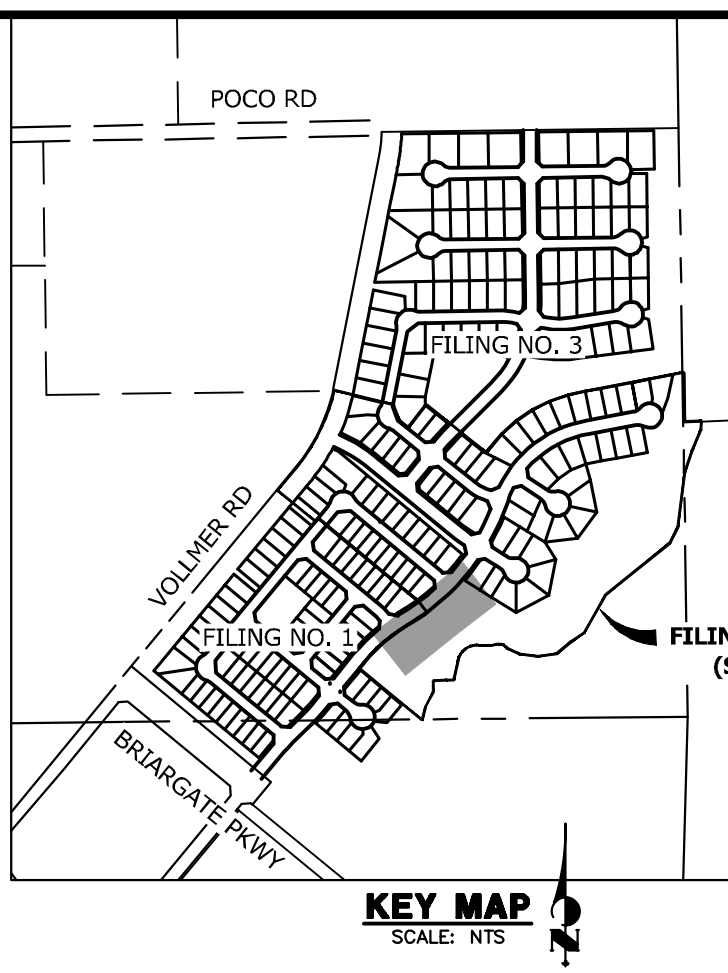 POCO RD
FILING NO. 3
VOLLMER RD
FILING NO. 1
(
BRIARGATE PKWY
KEY MAP
SCALE: NTS
N